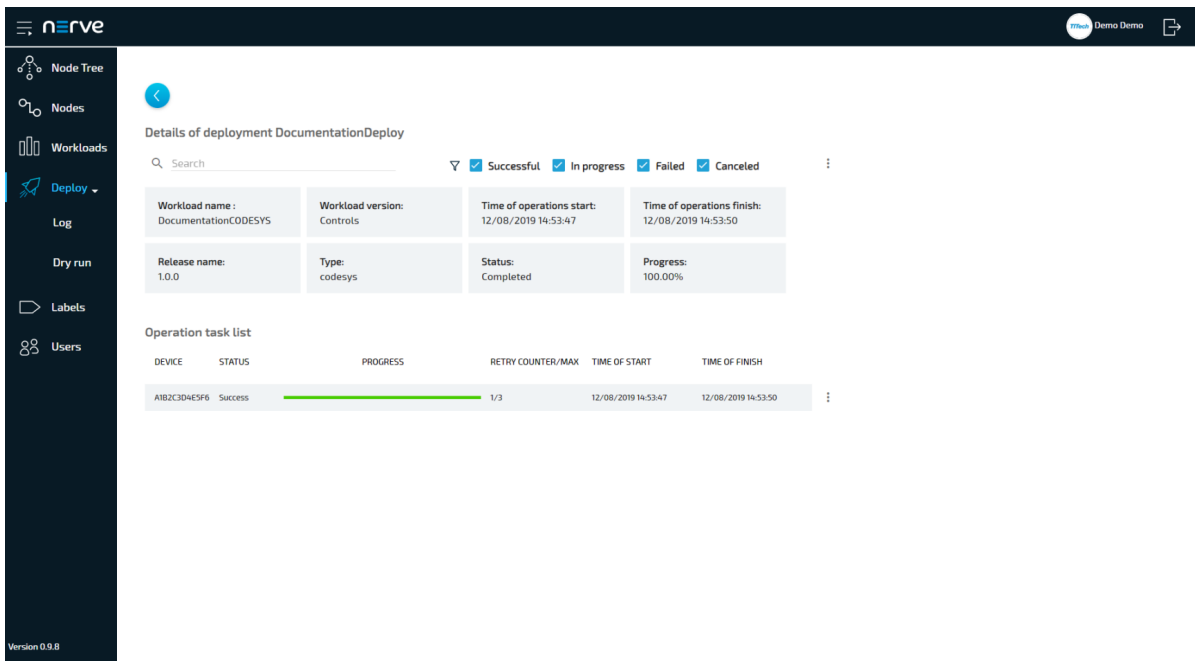 nerve
TTTech Demo Demo
Node Tree
Nodes
Workloads
Deploy
Log
Dry run
Labels
Users
Version 0.9.8
Details of deployment DocumentationDeploy
Search Successful In progress Failed Canceled
Workload name : Workload version: Time of operations start: Time of operations finish:
DocumentationCODESYS Controls 12/08/2019 14:53:47 12/08/2019 14:53:50
Release name: Type: Status: Progress:
1.0.0 codesys Completed 100.00%
Operation task list
DEVICE STATUS PROGRESS RETRY COUNTER/MAX TIME OF START TIME OF FINISH
A1B2C3D4E5F6 Success 1/3 12/08/2019 14:53:47 12/08/2019 14:53:50